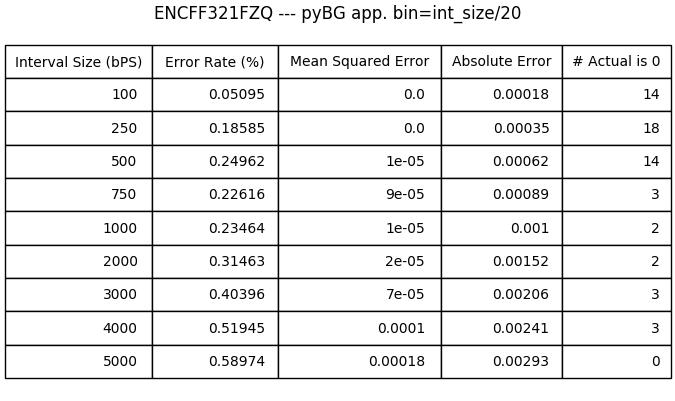 ENCFF321FZQ --- pyBG app. bin=int_size/20
Interval Size (bPS) Error Rate (%) Mean Squared Error Absolute Error # Actual is 0
100 0.05095 0.0 0.00018 14
250 0.18585 0.0 0.00035 18
500 0.24962 1e-05 0.00062 14
750 0.22616 9e-05 0.00089 3
1000 0.23464 1e-05 0.001 2
2000 0.31463 2e-05 0.00152 2
3000 0.40396 7e-05 0.00206 3
4000 0.51945 0.0001 0.00241 3
5000 0.58974 0.00018 0.00293 0